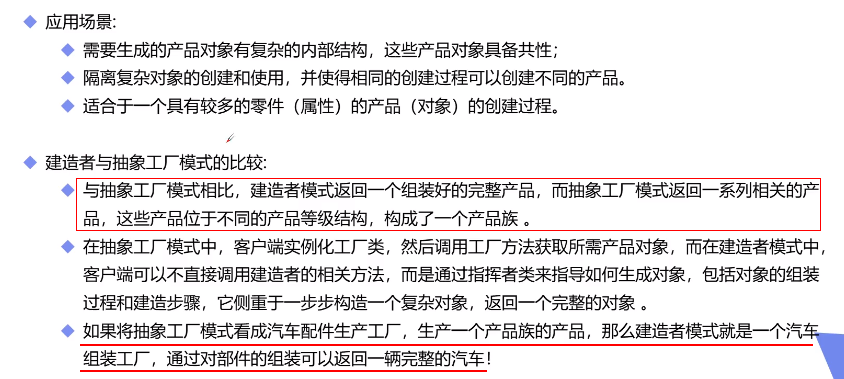 应用场景:
需要生成的产品对象有复杂的内部结构，这些产品对象具备共性；
隔离复杂对象的创建和使用，并使得相同的创建过程可以创建不同的产品。
适合于一个具有较多的零件（属性）的产品（对象）的创建过程。
建造者与抽象工厂模式的比较:
与抽象工厂模式相比，建造者模式返回一个组装好的完整产品，而抽象工厂模式返回一系列相关的产
品，这些产品位于不同的产品等级结构，构成了一个产品族 。
在抽象工厂模式中，客户端实例化工厂类，然后调用工厂方法获取所需产品对象，而在建造者模式中，
客户端可以不直接调用建造者的相关方法，而是通过指挥者类来指导如何生成对象，包括对象的组装
过程和建造步骤，它侧重于一步步构造一个复杂对象，返回一个完整的对象 。
如果将抽象工厂模式看成汽车配件生产工厂，生产一个产品族的产品，那么建造者模式就是一个汽车
组装工厂，通过对部件的组装可以返回一辆完整的汽车！